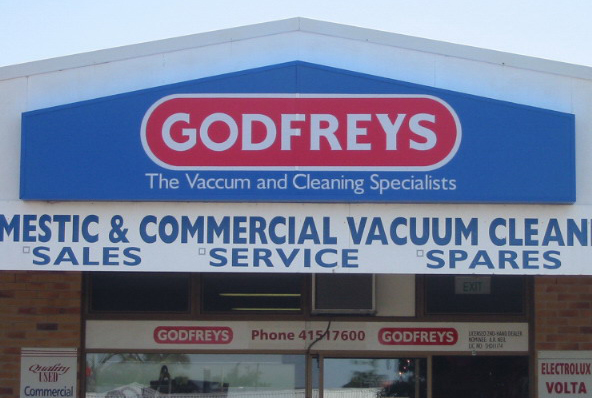 GODFREYS
The Vaccum and Cleaning Specialists
MESTIC & COMMERCIAL VACUUM CLEAN
SALES SERVICE SPARES
EXIT
GODFREYS Phone 41517600 GODFREYS
Quality
USED
Commercial
ELECTROLUX
VOLTA